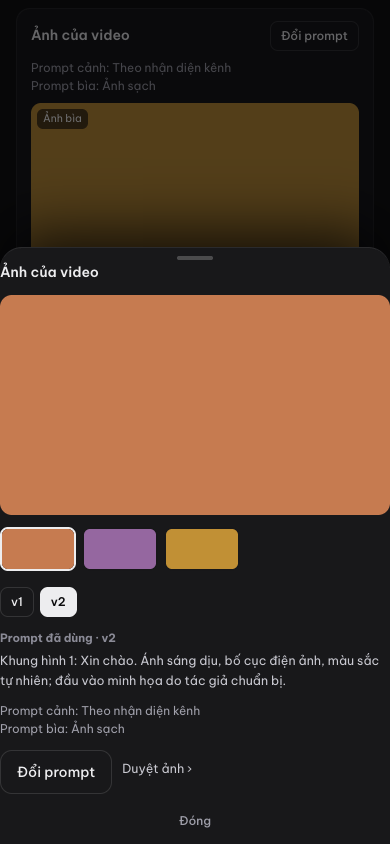 Ảnh của video
Đổi prompt
Prompt cảnh: Theo nhận diện kênh
Prompt bìa: Ảnh sạch
Ảnh bìa
Ảnh của video
v1
v2
Prompt đã dùng · v2
Khung hình 1: Xin chào. Ánh sáng dịu, bố cục điện ảnh, màu sắc
tự nhiên; đầu vào minh họa do tác giả chuẩn bị.
Prompt cảnh: Theo nhận diện kênh
Prompt bìa: Ảnh sạch
Đổi prompt
Duyệt ảnh ›
Đóng